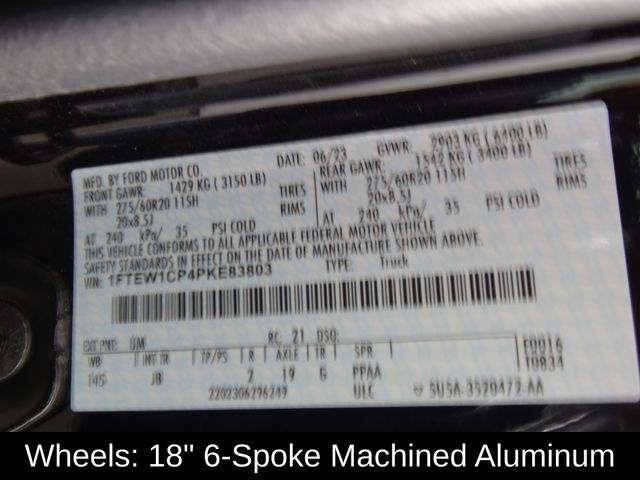 MFD. BY FORD MOTOR CO.
DATE: 06/23 GVWR: 2903 KG ( 6400 LB)
FRONT GAWR: 1429 KG ( 3150 LB) REAR GAWR: 1542 KG ( 3400 LB)
WITH 275/60R20 115H TIRES WITH 275/60R20 115H TIRES
20x8.5J RIMS 20x8.5J RIMS
AT 240 kPa/ 35 PSI COLD AT 240 kPa/ 35 PSI COLD
THIS VEHICLE CONFORMS TO ALL APPLICABLE FEDERAL MOTOR VEHICLE
SAFETY STANDARDS IN EFFECT ON THE DATE OF MANUFACTURE SHOWN ABOVE.
VIN: 1FTEW1CP4PKE83803 TYPE: Truck
EXT PNT: UM RC: 21 DSO:
WB INT TR TP/PS R AXLE TR SPR E0016
145 JB 2 19 G PPAA T0834
2202306296249 ULC 5U5A-3520472-AA
Wheels: 18" 6-Spoke Machined Aluminum